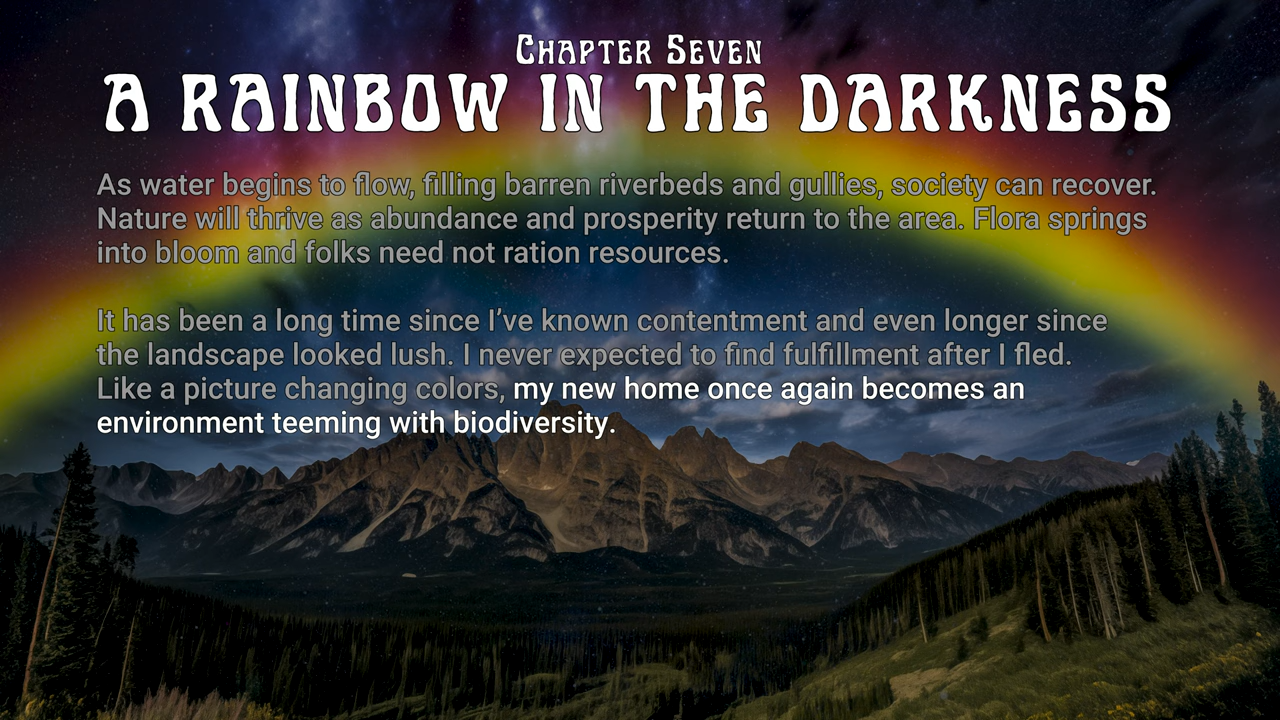 Chapter Seven
A RAINBOW IN THE DARKNESS
As water begins to flow, filling barren riverbeds and gullies, society can recover.
Nature will thrive as abundance and prosperity return to the area. Flora springs
into bloom and folks need not ration resources.
It has been a long time since I’ve known contentment and even longer since
the landscape looked lush. I never expected to find fulfillment after I fled.
Like a picture changing colors, my new home once again becomes an
environment teeming with biodiversity.